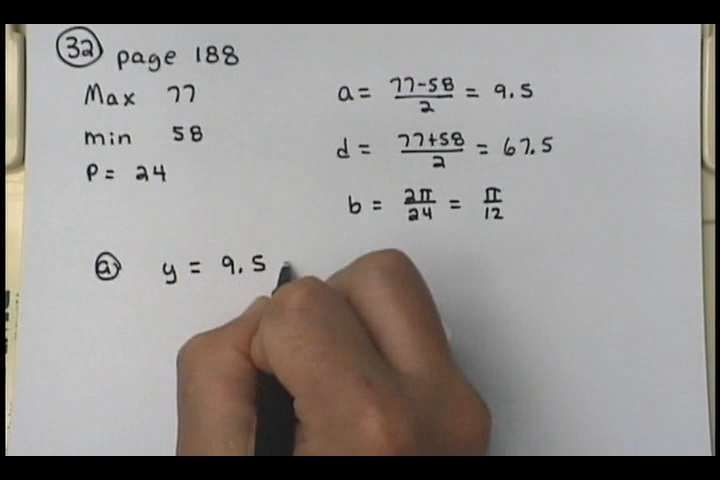 32 page 188
Max 77
min 58
P = 24
a = 77-58/2 = 9.5
d = 77+58/2 = 67.5
b = 2π/24 = π/12
a y = 9.5